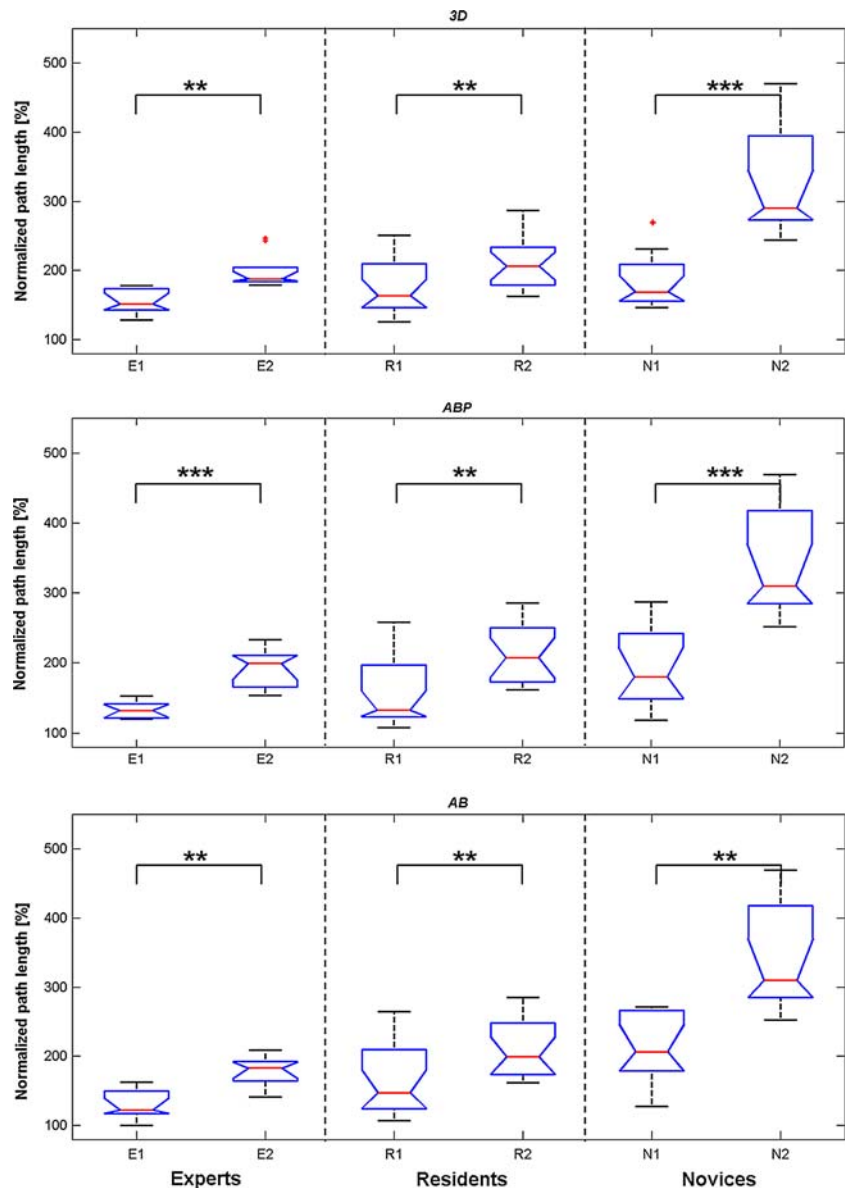 3D
Normalized path length [%]
500
400
300
200
100
** ** ***
E1 E2 R1 R2 N1 N2
ABP
Normalized path length [%]
500
400
300
200
100
*** ** ***
E1 E2 R1 R2 N1 N2
AB
Normalized path length [%]
500
400
300
200
100
** ** **
E1 E2 R1 R2 N1 N2
Experts Residents Novices